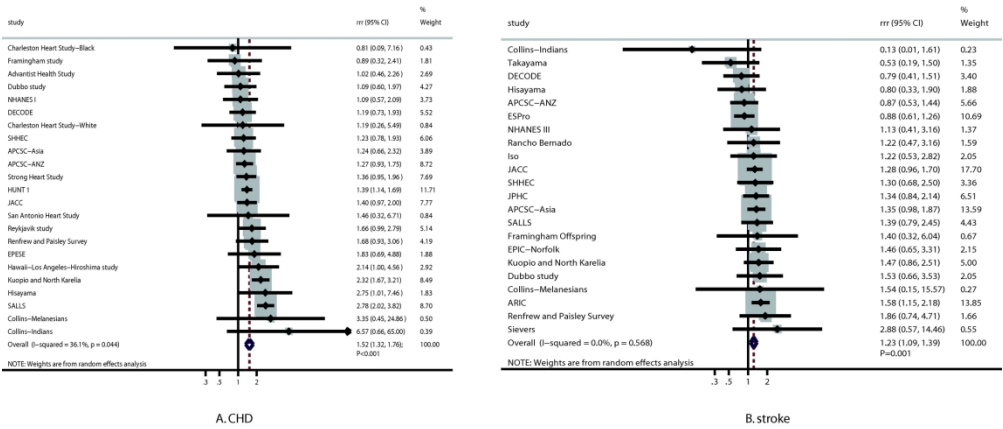 %
study rrr (95% CI) Weight
Charleston Heart Study–Black 0.81 (0.09, 7.16 ) 0.43
Framingham study 0.89 (0.32, 2.41) 1.81
Advantist Health Study 1.02 (0.46, 2.26 ) 2.69
Dubbo study 1.09 (0.60, 1.97) 4.27
NHANES I 1.09 (0.57, 2.09) 3.73
DECODE 1.19 (0.73, 1.93) 5.52
Charleston Heart Study–White 1.19 (0.26, 5.49 ) 0.84
SHHEC 1.23 (0.78, 1.93) 6.06
APCSC–Asia 1.24 (0.66, 2.32 ) 3.89
APCSC–ANZ 1.27 (0.93, 1.75) 8.72
Strong Heart Study 1.36 (0.95, 1.96 ) 7.69
HUNT 1 1.39 (1.14, 1.69) 11.71
JACC 1.40 (0.97, 2.00) 7.77
San Antonio Heart Study 1.46 (0.32, 6.71) 0.84
Reykjavik study 1.66 (0.99, 2.79) 5.14
Renfrew and Paisley Survey 1.68 (0.93, 3.06 ) 4.19
EPESE 1.83 (0.69, 4.88 ) 1.88
Hawaii–Los Angeles–Hiroshima study 2.14 (1.00, 4.56 ) 2.92
Kuopio and North Karelia 2.32 (1.67, 3.21) 8.49
Hisayama 2.75 (1.01, 7.46 ) 1.83
SALLS 2.78 (2.02, 3.82 ) 8.70
Collins–Melanesians 3.35 (0.45, 24.86 ) 0.50
Collins–Indians 6.57 (0.66, 65.00) 0.39
Overall (I–squared = 36.1%, p = 0.044) 1.52 (1.32, 1.76; ) 100.00
P<0.001
NOTE: Weights are from random effects analysis
.3 .5 1 2
A. CHD
%
study rrr (95% CI) Weight
Collins–Indians 0.13 (0.01, 1.61) 0.23
Takayama 0.53 (0.19, 1.50) 1.35
DECODE 0.79 (0.41, 1.51) 3.40
Hisayama 0.80 (0.33, 1.90) 1.88
APCSC–ANZ 0.87 (0.53, 1.44) 5.66
ESPro 0.88 (0.61, 1.26) 10.69
NHANES III 1.13 (0.41, 3.16) 1.37
Rancho Bernado 1.22 (0.47, 3.16) 1.59
Iso 1.22 (0.53, 2.82) 2.05
JACC 1.28 (0.96, 1.70) 17.70
SHHEC 1.30 (0.68, 2.50) 3.36
JPHC 1.34 (0.84, 2.14) 6.51
APCSC–Asia 1.35 (0.98, 1.87) 13.59
SALLS 1.39 (0.79, 2.45) 4.43
Framingham Offspring 1.40 (0.32, 6.04) 0.67
EPIC–Norfolk 1.46 (0.65, 3.31) 2.15
Kuopio and North Karelia 1.47 (0.86, 2.51) 5.00
Dubbo study 1.53 (0.66, 3.53) 2.05
Collins–Melanesians 1.54 (0.15, 15.57) 0.27
ARIC 1.58 (1.15, 2.18) 13.85
Renfrew and Paisley Survey 1.86 (0.74, 4.71) 1.66
Sievers 2.88 (0.57, 14.46) 0.55
Overall (I–squared = 0.0%, p = 0.568) 1.23 (1.09, 1.39) 100.00
P=0.001
NOTE: Weights are from random effects analysis
.3 .5 1 2
B. stroke